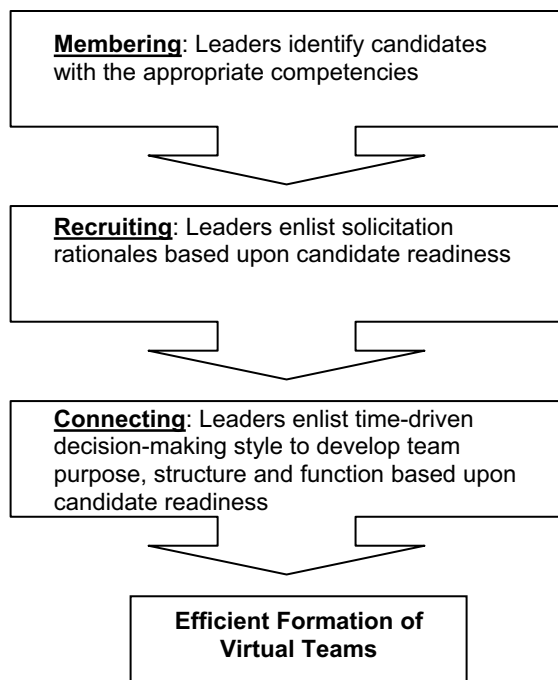 Membering: Leaders identify candidates
with the appropriate competencies
Recruiting: Leaders enlist solicitation
rationales based upon candidate readiness
Connecting: Leaders enlist time-driven
decision-making style to develop team
purpose, structure and function based upon
candidate readiness
Efficient Formation of
Virtual Teams